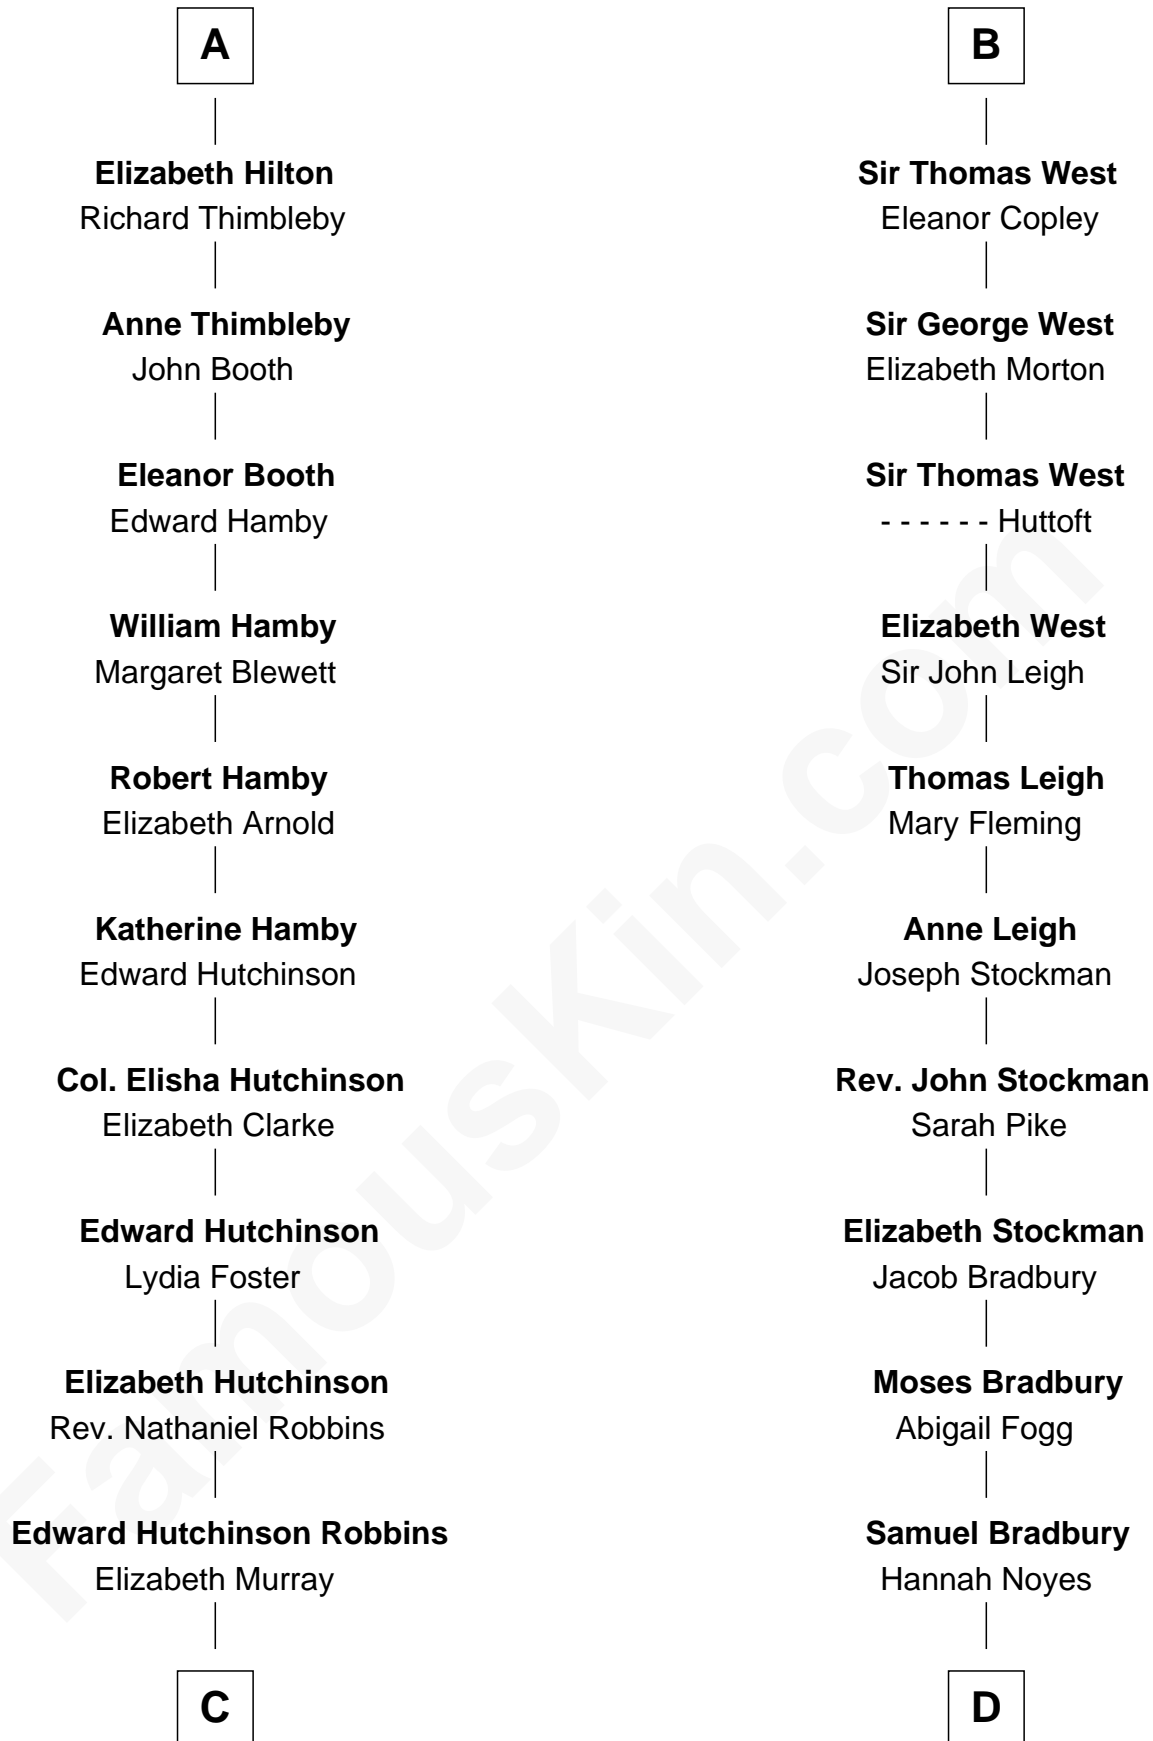 A
Elizabeth Hilton
Richard Thimbleby
Anne Thimbleby
John Booth
Eleanor Booth
Edward Hamby
William Hamby
Margaret Blewett
Robert Hamby
Elizabeth Arnold
Katherine Hamby
Edward Hutchinson
Col. Elisha Hutchinson
Elizabeth Clarke
Edward Hutchinson
Lydia Foster
Elizabeth Hutchinson
Rev. Nathaniel Robbins
Edward Hutchinson Robbins
Elizabeth Murray
C
B
Sir Thomas West
Eleanor Copley
Sir George West
Elizabeth Morton
Sir Thomas West
- - - - - - Huttoft
Elizabeth West
Sir John Leigh
Thomas Leigh
Mary Fleming
Anne Leigh
Joseph Stockman
Rev. John Stockman
Sarah Pike
Elizabeth Stockman
Jacob Bradbury
Moses Bradbury
Abigail Fogg
Samuel Bradbury
Hannah Noyes
D
FamousKin.com